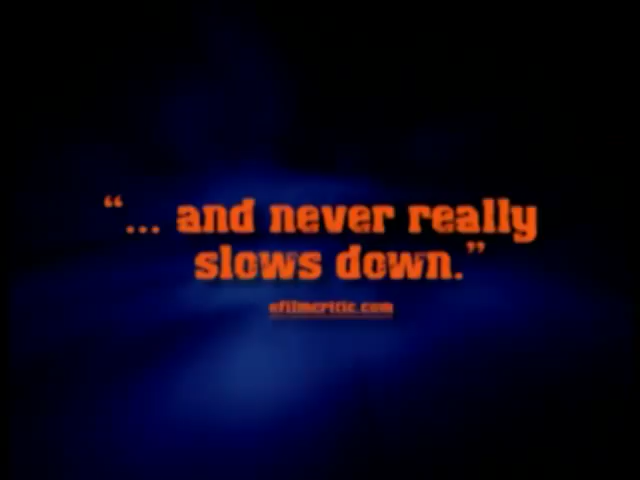 “... and never really
slows down.”
efilmcritic.com